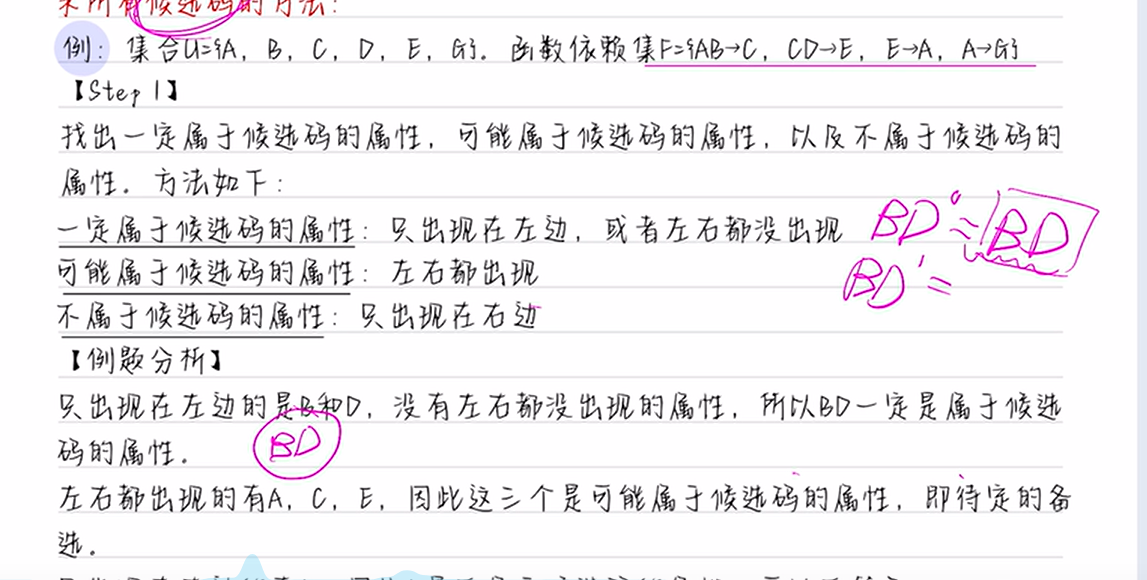 求所有候选码的方法：
例：集合U={A, B, C, D, E, G}. 函数依赖集F={AB→C, CD→E, E→A, A→G}
【Step 1】
找出一定属于候选码的属性, 可能属于候选码的属性, 以及不属于候选码的
属性. 方法如下：
一定属于候选码的属性：只出现在左边, 或者左右都没出现
可能属于候选码的属性：左右都出现
不属于候选码的属性：只出现在右边
BD⁰=BD
BD'=
【例题分析】
只出现在左边的是B和D, 没有左右都没出现的属性, 所以BD一定是属于候选
码的属性.
BD
左右都出现的有A, C, E, 因此这三个是可能属于候选码的属性, 即待定的备
选.